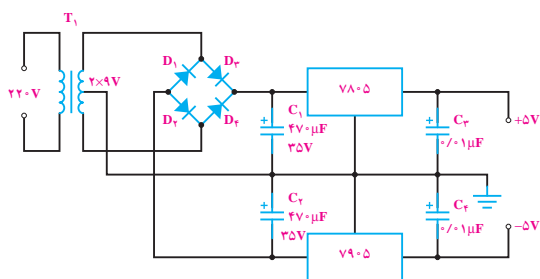 T۱
۲۲۰V
۲×۹V
D۱
D۳
D۲
D۴
C۱
۴۷۰µF
۳۵V
۷۸۰۵
C۳
۰/۰۱µF
+۵V
C۲
۴۷۰µF
۳۵V
۷۹۰۵
C۴
۰/۰۱µF
−۵V